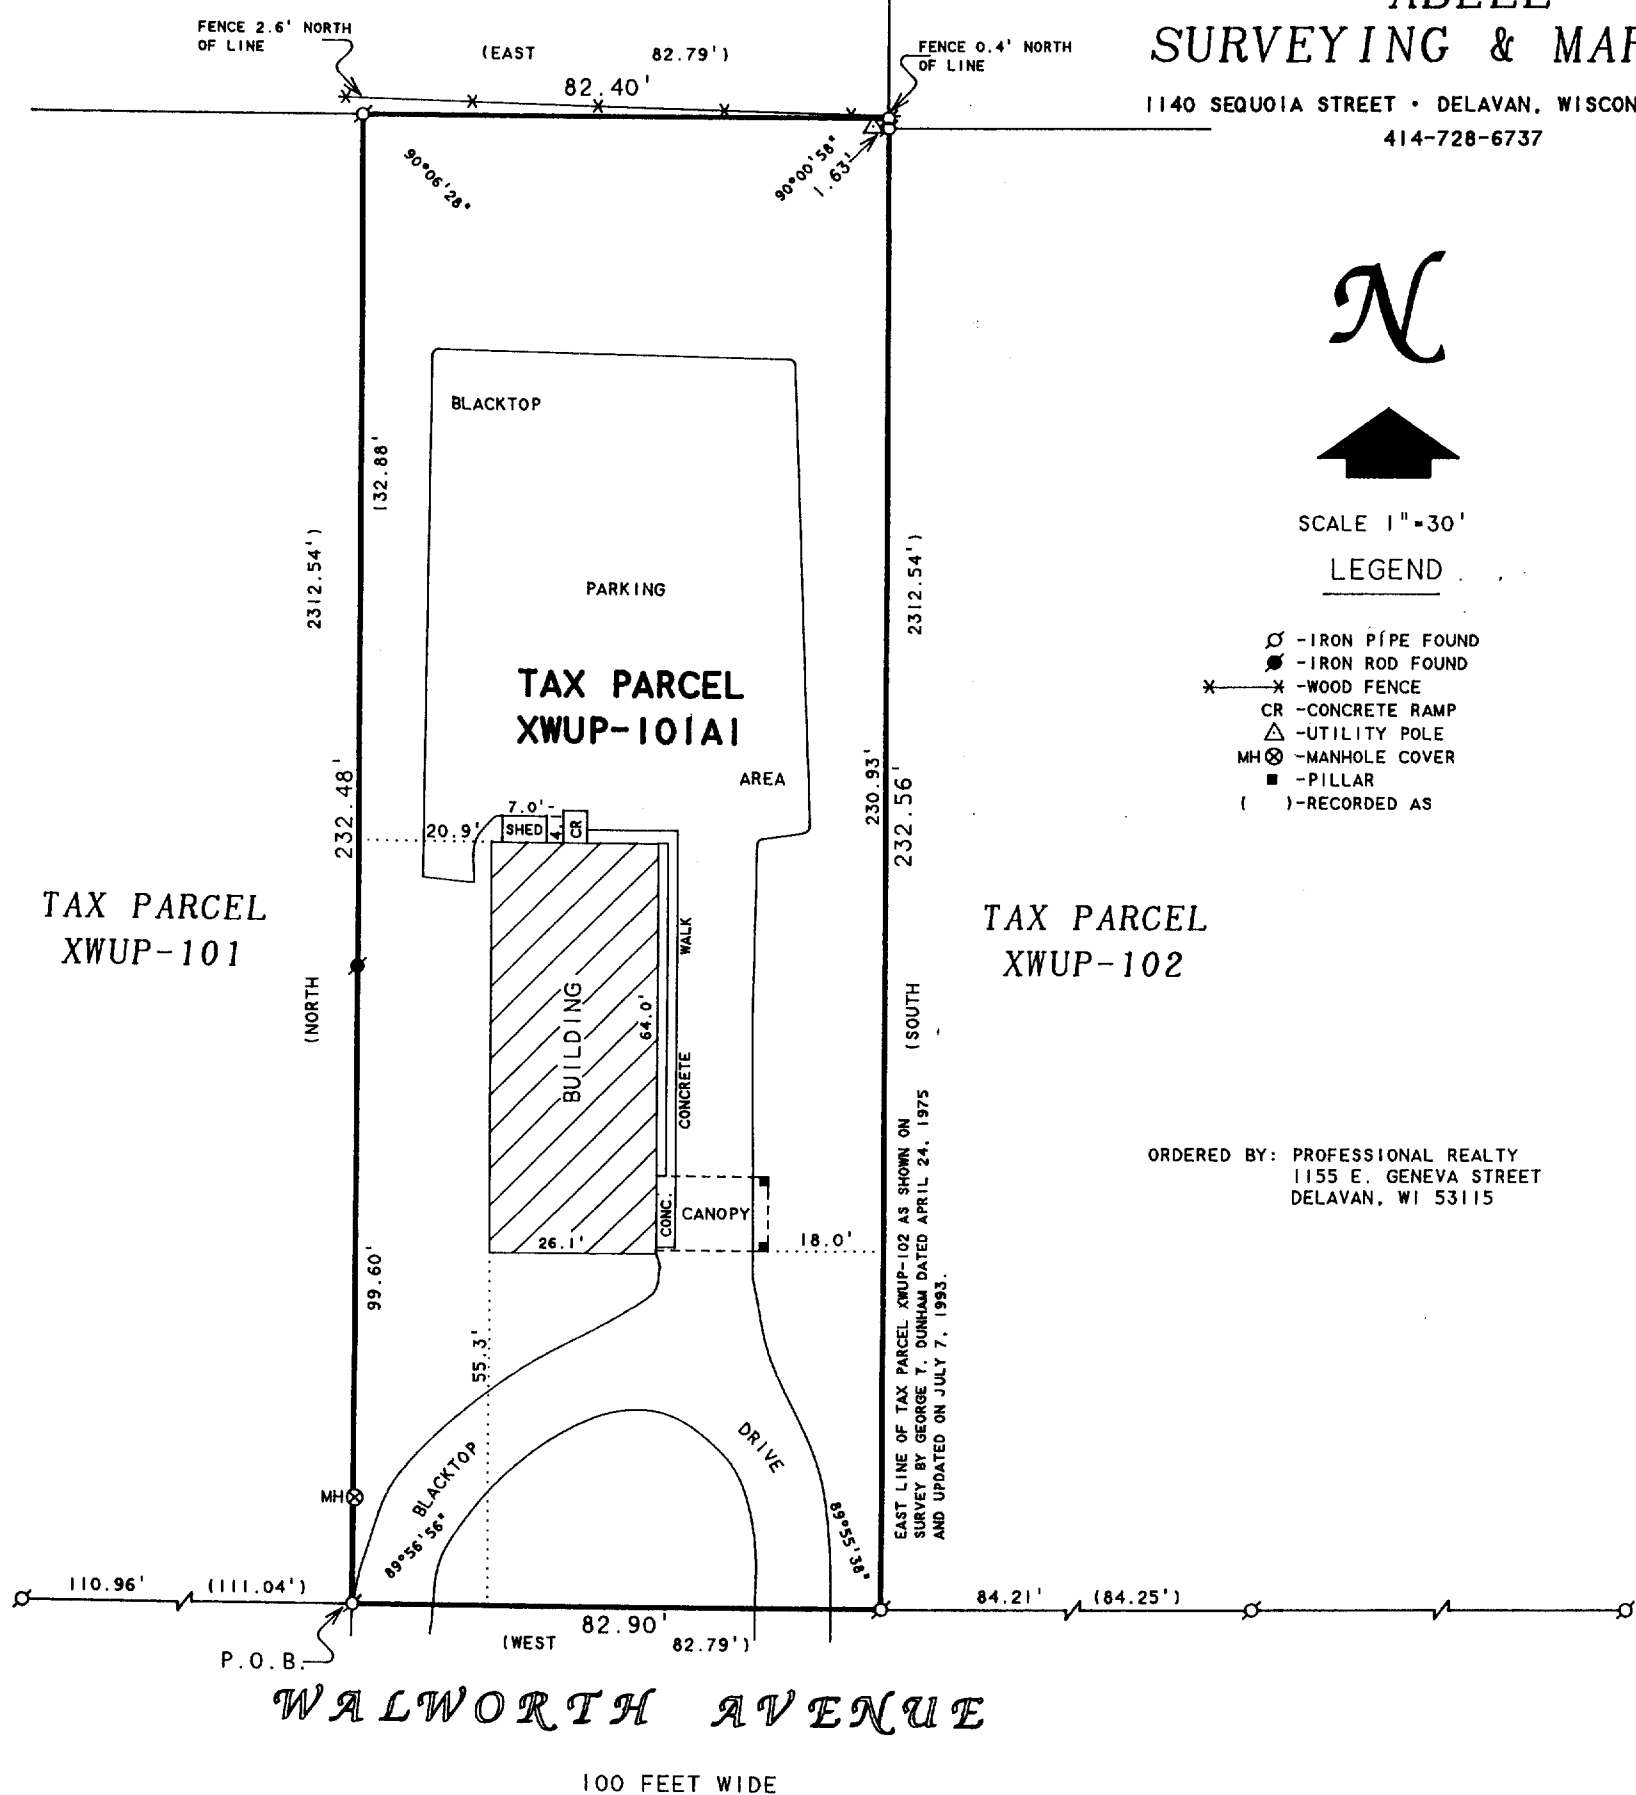 SURVEYING &
1140 SEQUOIA STREET • DELAVAN,
414-728-6737
FENCE 2.6' NORTH
OF LINE
(EAST 82.79')
82.40'
FENCE 0.4' NORTH
OF LINE
90°06'28"
90°00'58"
1.63'
N
SCALE 1"=30'
LEGEND
-IRON PIPE FOUND
-IRON ROD FOUND
-WOOD FENCE
CR -CONCRETE RAMP
-UTILITY POLE
MH -MANHOLE COVER
-PILLAR
( )-RECORDED AS
BLACKTOP
132.88'
2312.54')
2312.54')
PARKING
TAX PARCEL
XWUP-101A1
AREA
232.48'
230.93'
232.56'
7.0'
20.9'
SHED
4.
CR
TAX PARCEL
XWUP-101
TAX PARCEL
XWUP-102
WALK
CONCRETE
BUILDING
64.0'
(NORTH
(SOUTH
CONC.
CANOPY
26.1'
18.0'
99.60'
55.3'
EAST LINE OF TAX PARCEL XWUP-102 AS SHOWN ON
SURVEY BY GEORGE T. DUNHAM DATED APRIL 24, 1975
AND UPDATED ON JULY 7, 1993.
ORDERED BY: PROFESSIONAL REALTY
1155 E. GENEVA STREET
DELAVAN, WI 53115
BLACKTOP
DRIVE
MH
89°56'56"
89°55'38"
110.96' (111.04')
84.21' (84.25')
82.90'
(WEST 82.79')
P.O.B.
WALWORTH AVENUE
100 FEET WIDE